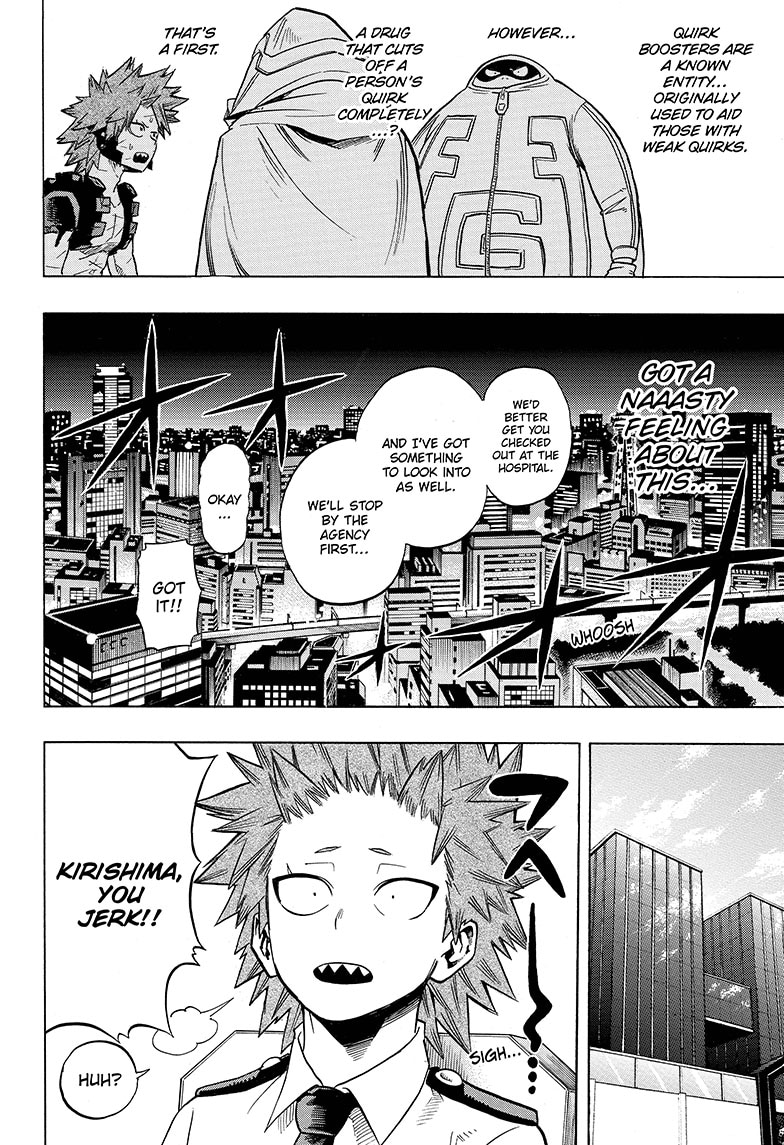 QUIRK
BOOSTERS ARE
A KNOWN
ENTITY...
ORIGINALLY
USED TO AID
THOSE WITH
WEAK QUIRKS.
HOWEVER...
A DRUG
THAT CUTS
OFF A
PERSON'S
QUIRK
COMPLETELY
...?
THAT'S
A FIRST.
F F
G
GOT A
NAAASTY
FEELING
ABOUT
THIS...
WE'D
BETTER
GET YOU
CHECKED
OUT AT THE
HOSPITAL.
AND I'VE GOT
SOMETHING
TO LOOK INTO
AS WELL.
WE'LL STOP
BY THE
AGENCY
FIRST...
OKAY
...
GOT
IT!!
WHOOSH
フヘ
SIGH...
KIRISHIMA,
YOU
JERK!!
HUH?